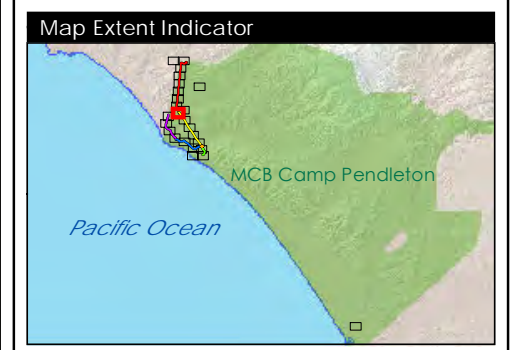 Map Extent Indicator
MCB Camp Pendleton
Pacific Ocean